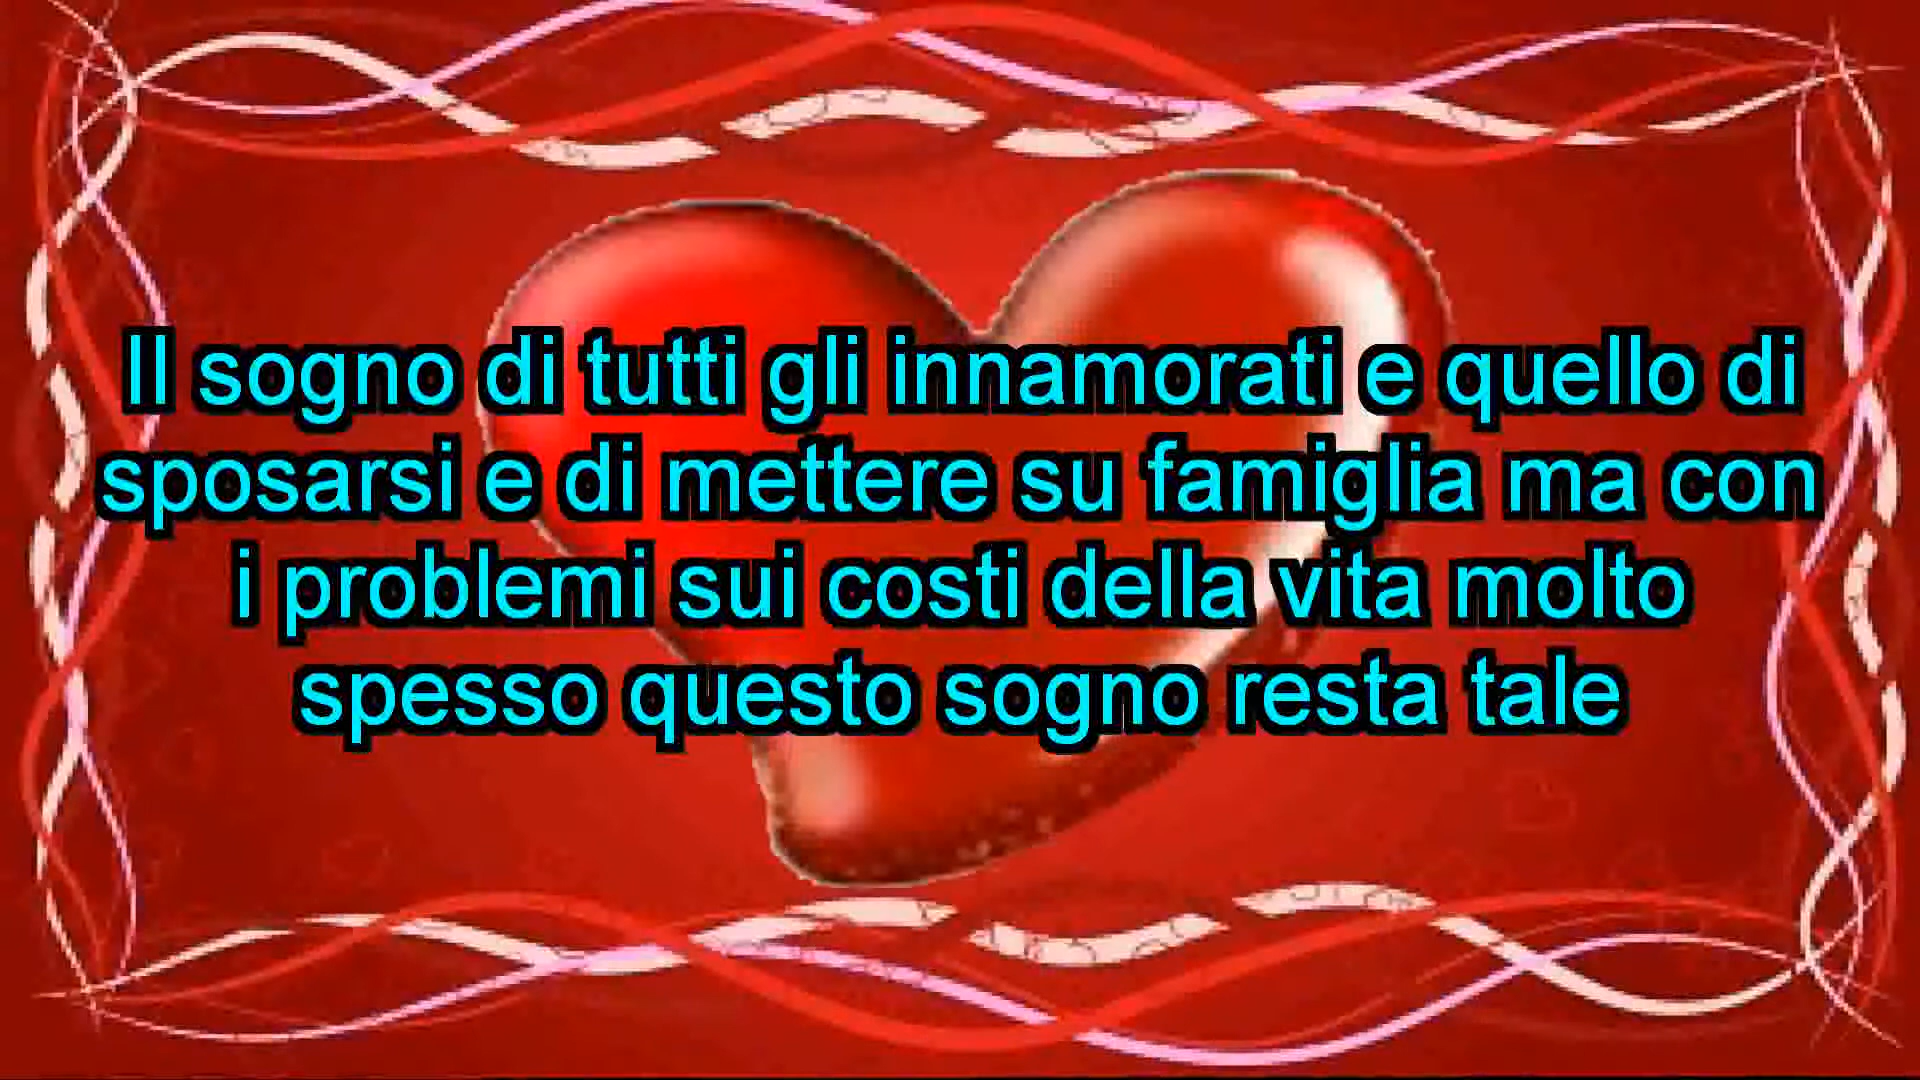 Il sogno di tutti gli innamorati e quello di
sposarsi e di mettere su famiglia ma con
i problemi sui costi della vita molto
spesso questo sogno resta tale